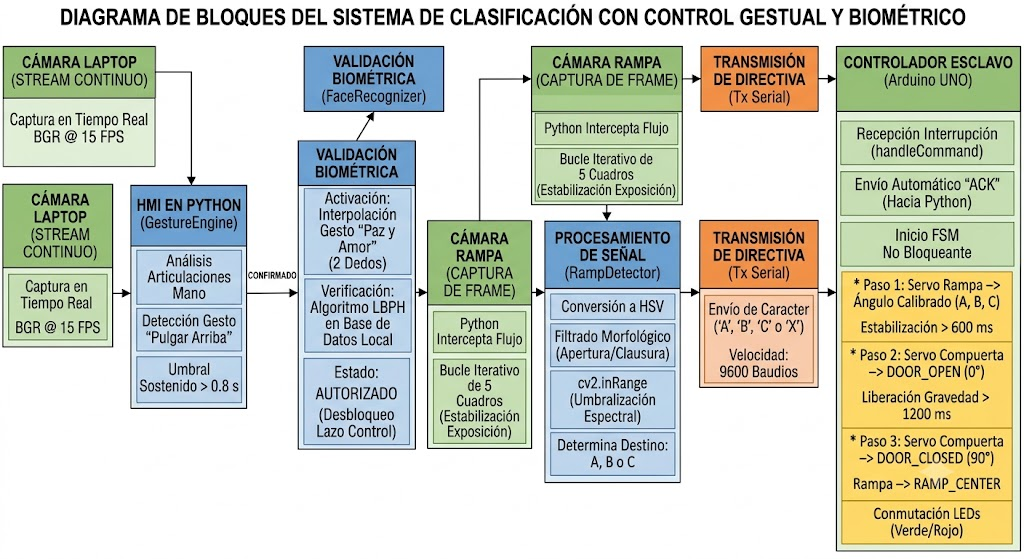 DIAGRAMA DE BLOQUES DEL SISTEMA DE CLASIFICACIÓN CON CONTROL GESTUAL Y BIOMÉTRICO
CÁMARA LAPTOP
(STREAM CONTINUO)
Captura en Tiempo Real
BGR @ 15 FPS
CÁMARA
LAPTOP
(STREAM
CONTINUO)
Captura en
Tiempo Real
BGR @ 15 FPS
HMI EN PYTHON
(GestureEngine)
Análisis
Articulaciones
Mano
Detección Gesto
“Pulgar Arriba”
Umbral
Sostenido > 0.8 s
CONFIRMADO
VALIDACIÓN
BIOMÉTRICA
(FaceRecognizer)
VALIDACIÓN
BIOMÉTRICA
Activación:
Interpolación
Gesto “Paz y
Amor”
(2 Dedos)
Verificación:
Algoritmo LBPH
en Base de
Datos Local
Estado:
AUTORIZADO
(Desbloqueo
Lazo Control)
CÁMARA
RAMPA
(CAPTURA
DE FRAME)
Python
Intercepta Flujo
Bucle Iterativo
de 5
Cuadros
(Estabilización
Exposición)
CÁMARA RAMPA
(CAPTURA DE FRAME)
Python Intercepta Flujo
Bucle Iterativo de
5 Cuadros
(Estabilización Exposición)
PROCESAMIENTO
DE SEÑAL
(RampDetector)
Conversión a HSV
Filtrado Morfológico
(Apertura/Clausura)
cv2.inRange
(Umbralización
Espectral)
Determina Destino:
A, B o C
TRANSMISIÓN
DE DIRECTIVA
(Tx Serial)
TRANSMISIÓN
DE DIRECTIVA
(Tx Serial)
Envío de Caracter
(‘A’, ‘B’, ‘C’ o ‘X’)
Velocidad:
9600 Baudios
CONTROLADOR ESCLAVO
(Arduino UNO)
Recepción Interrupción
(handleCommand)
Envío Automático “ACK”
(Hacia Python)
Inicio FSM
No Bloqueante
* Paso 1: Servo Rampa –>
Ángulo Calibrado (A, B, C)
Estabilización > 600 ms
* Paso 2: Servo Compuerta
–> DOOR_OPEN (0°)
Liberación Gravedad >
1200 ms
* Paso 3: Servo Compuerta
–> DOOR_CLOSED (90°)
Rampa –> RAMP_CENTER
Conmutación LEDs
(Verde/Rojo)